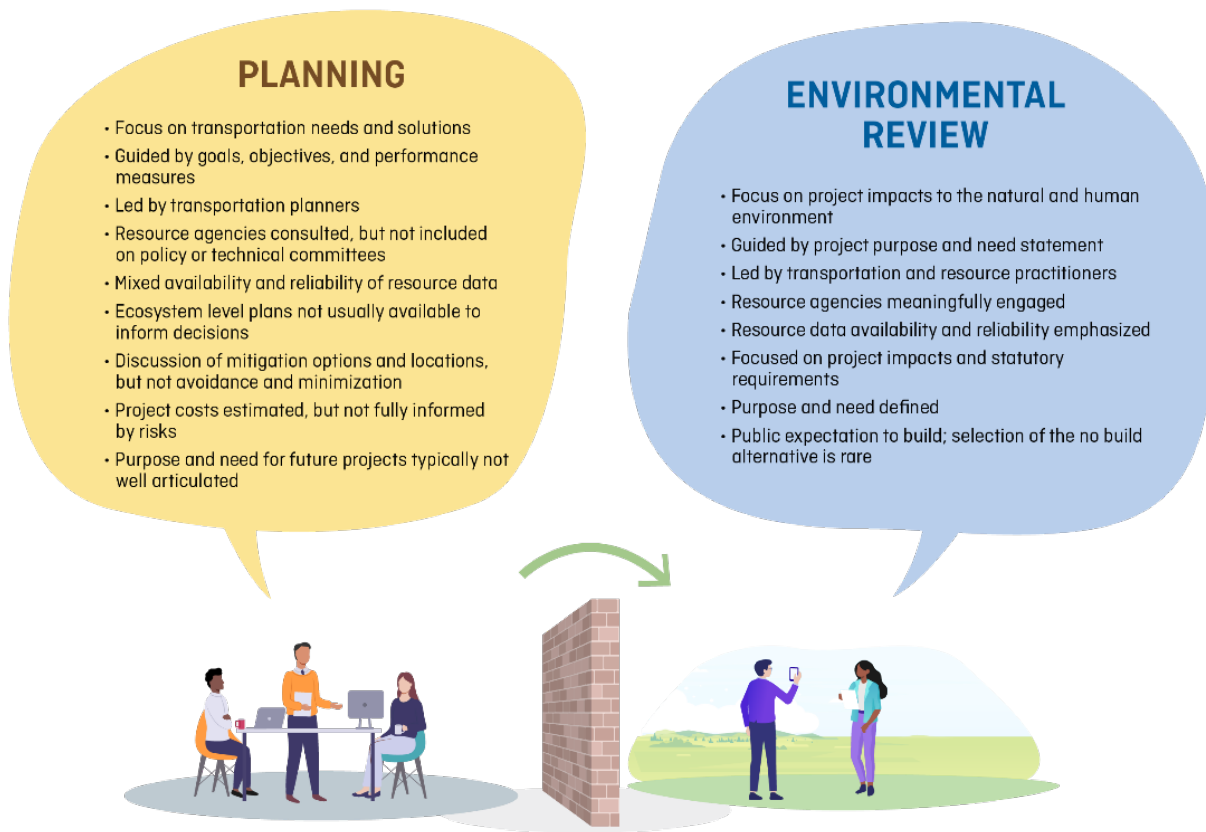 PLANNING
• Focus on transportation needs and solutions
• Guided by goals, objectives, and performance
measures
• Led by transportation planners
• Resource agencies consulted, but not included
on policy or technical committees
• Mixed availability and reliability of resource data
• Ecosystem level plans not usually available to
inform decisions
• Discussion of mitigation options and locations,
but not avoidance and minimization
• Project costs estimated, but not fully informed
by risks
• Purpose and need for future projects typically not
well articulated
ENVIRONMENTAL
REVIEW
• Focus on project impacts to the natural and human
environment
• Guided by project purpose and need statement
• Led by transportation and resource practitioners
• Resource agencies meaningfully engaged
• Resource data availability and reliability emphasized
• Focused on project impacts and statutory
requirements
• Purpose and need defined
• Public expectation to build; selection of the no build
alternative is rare